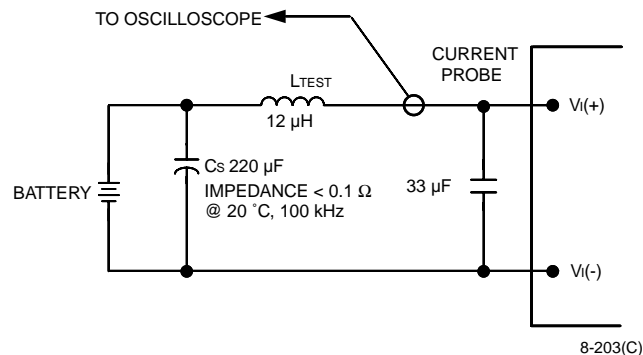 TO OSCILLOSCOPE
CURRENT
PROBE
LTEST
12 µH
VI(+)
CS 220 µF
IMPEDANCE < 0.1 Ω
@ 20 ˚C, 100 kHz
33 µF
BATTERY
VI(-)
8-203(C)